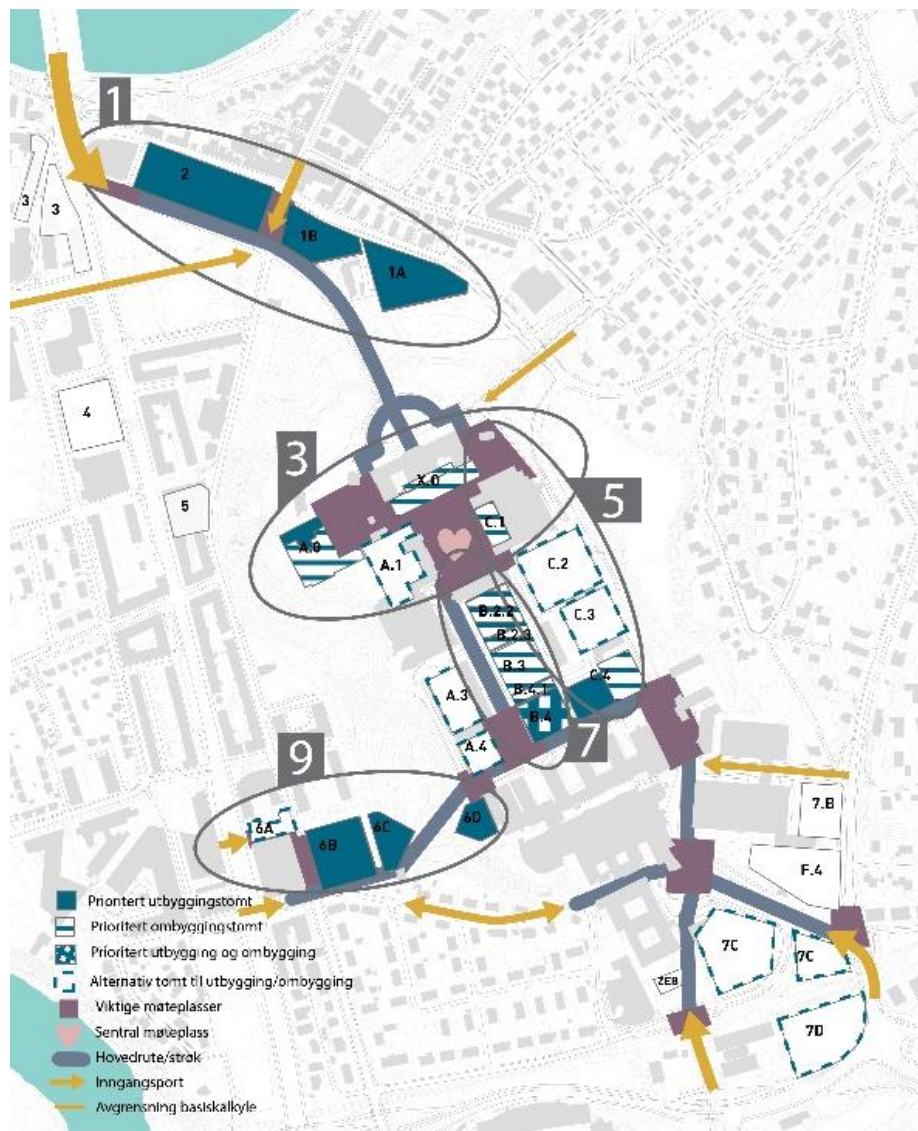 1
2
3
3
1B
1A
4
3
5
5
X.0
A.0
A.1
C.1
C.2
C.3
B.2.2
B.2.3
B.3
B.4.1
A.3
B.4
C.4
A.4
7
9
6A
6B
6C
6D
7.B
F.4
7C
7C
ZEB
7D
Prioritert utbyggingstomt
Prioritert ombyggingstomt
Prioritert utbygging og ombygging
Alternativ tomt til utbygging/ombygging
Viktige møteplasser
Sentral møteplass
Hovedrute/strøk
Inngangsport
Avgrensning basiskalkyle